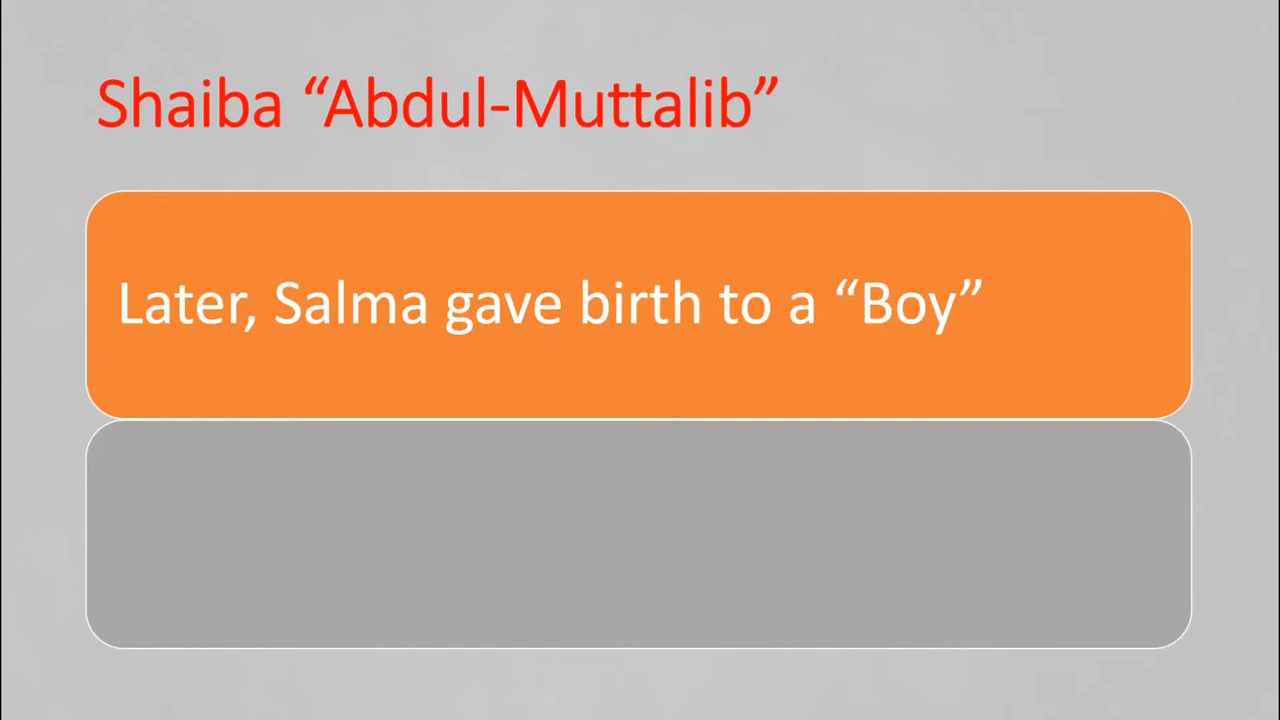 Shaiba “Abdul-Muttalib”
Later, Salma gave birth to a “Boy”